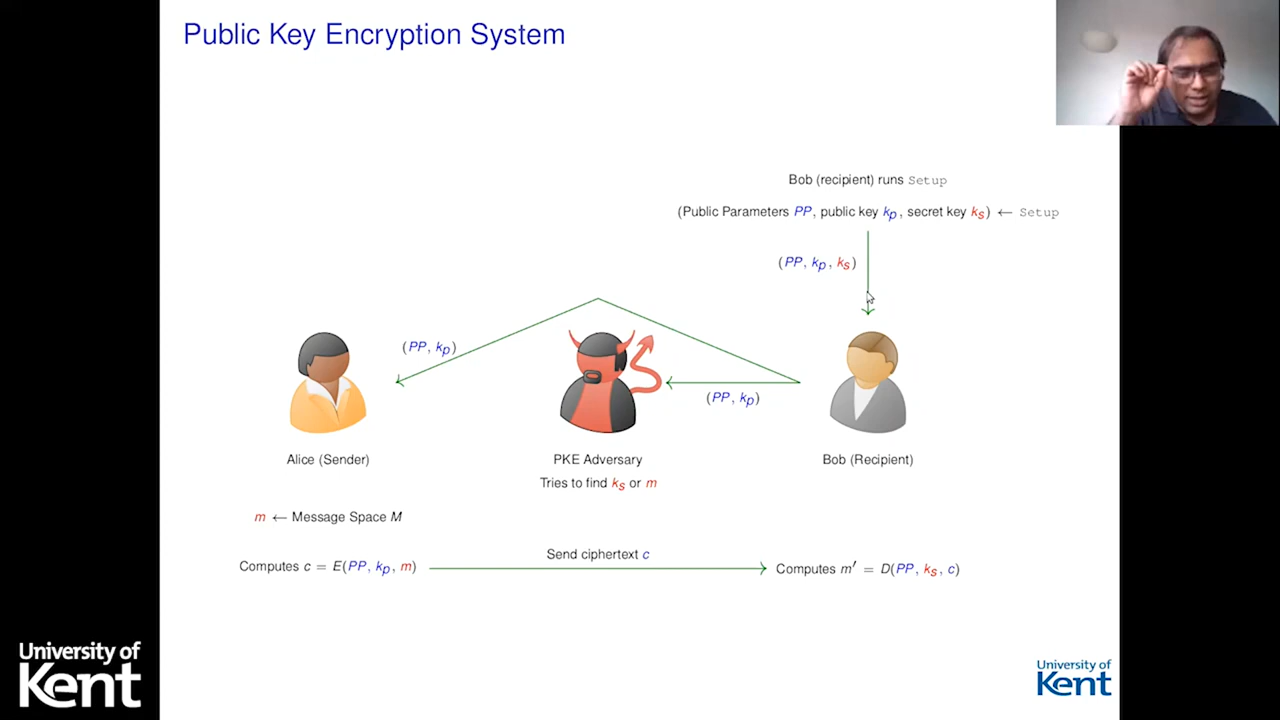 Public Key Encryption System
Bob (recipient) runs Setup
(Public Parameters PP, public key kp, secret key ks) ← Setup
(PP, kp, ks)
(PP, kp)
(PP, kp)
Alice (Sender)
PKE Adversary
Bob (Recipient)
Tries to find ks or m
m ← Message Space M
Send ciphertext c
Computes c = E(PP, kp, m)
Computes m′ = D(PP, ks, c)
University of
Kent
University of
Kent